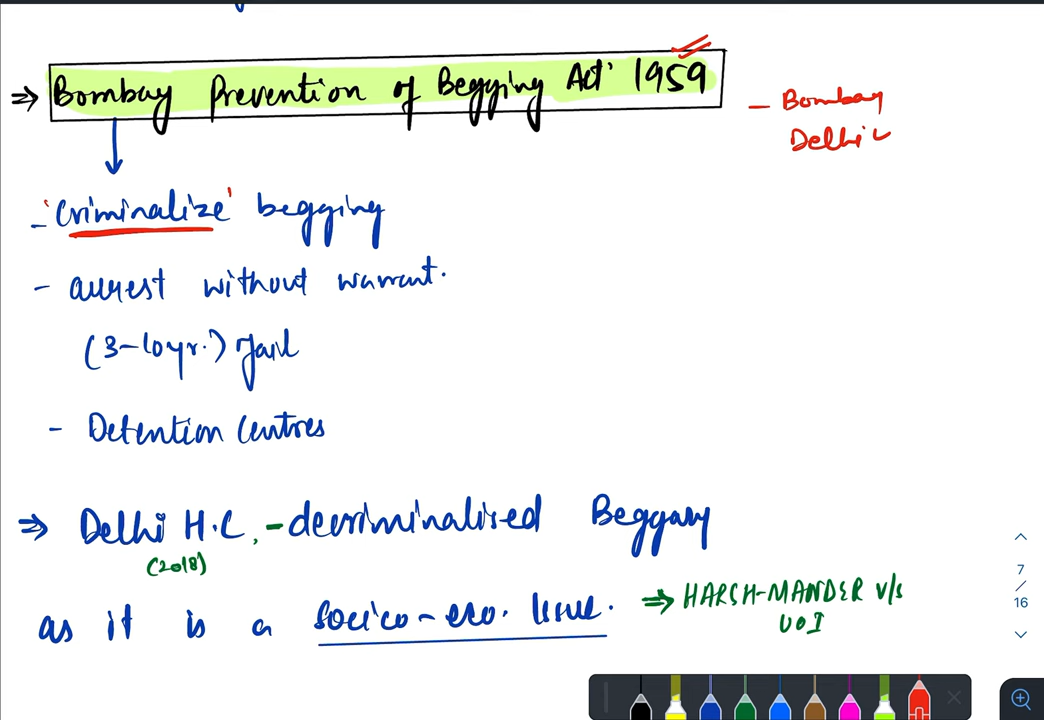 ⇒ Bombay Prevention of Begging Act 1959
- Bombay
Delhi
- 'Criminalize' begging
- arrest without warrant.
(3-10yr.) Jail
- Detention Centres
⇒ Delhi H.C. - decriminalised Beggary
(2018)
as it is a Socico-eco. Issue.
⇒ HARSH-MANDER v/s
UOI
7
/
16